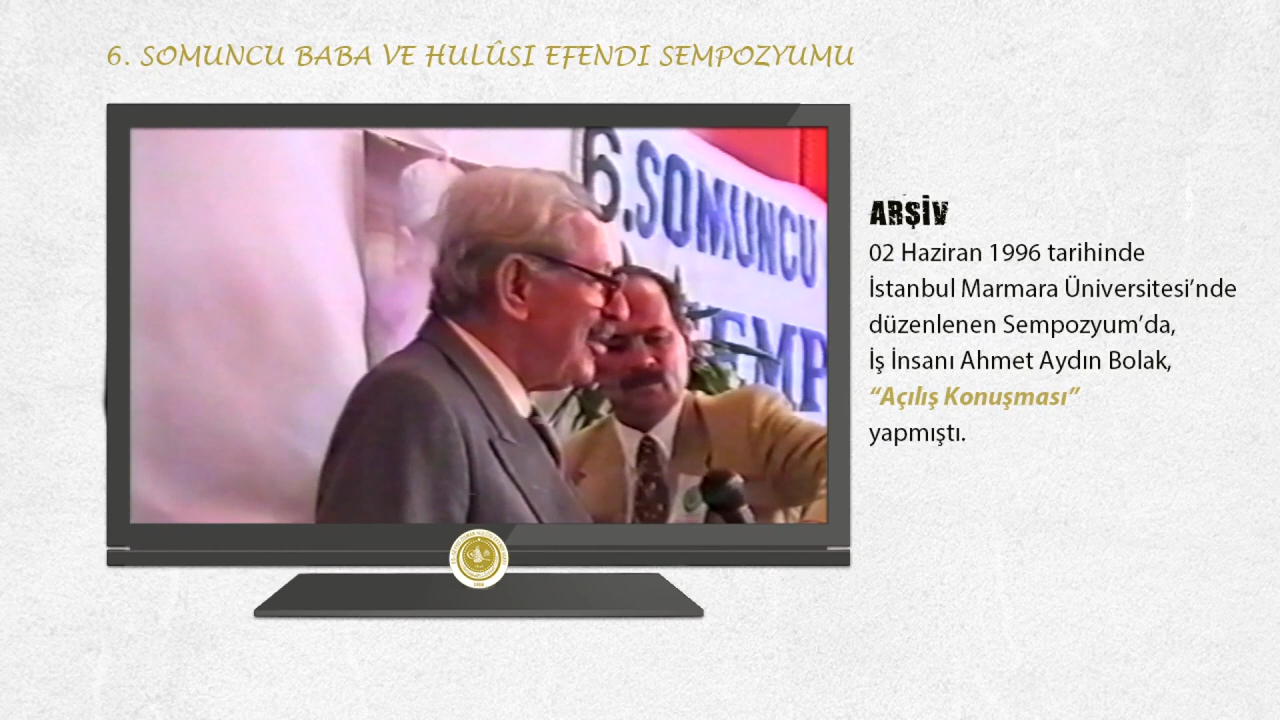 6. SOMUNCU BABA VE HULÛSI EFENDI SEMPOZYUMU
6.SOMUNCU
EMP
ARŞİV
02 Haziran 1996 tarihinde
İstanbul Marmara Üniversitesi’nde
düzenlenen Sempozyum’da,
İş İnsanı Ahmet Aydın Bolak,
“Açılış Konuşması”
yapmıştı.